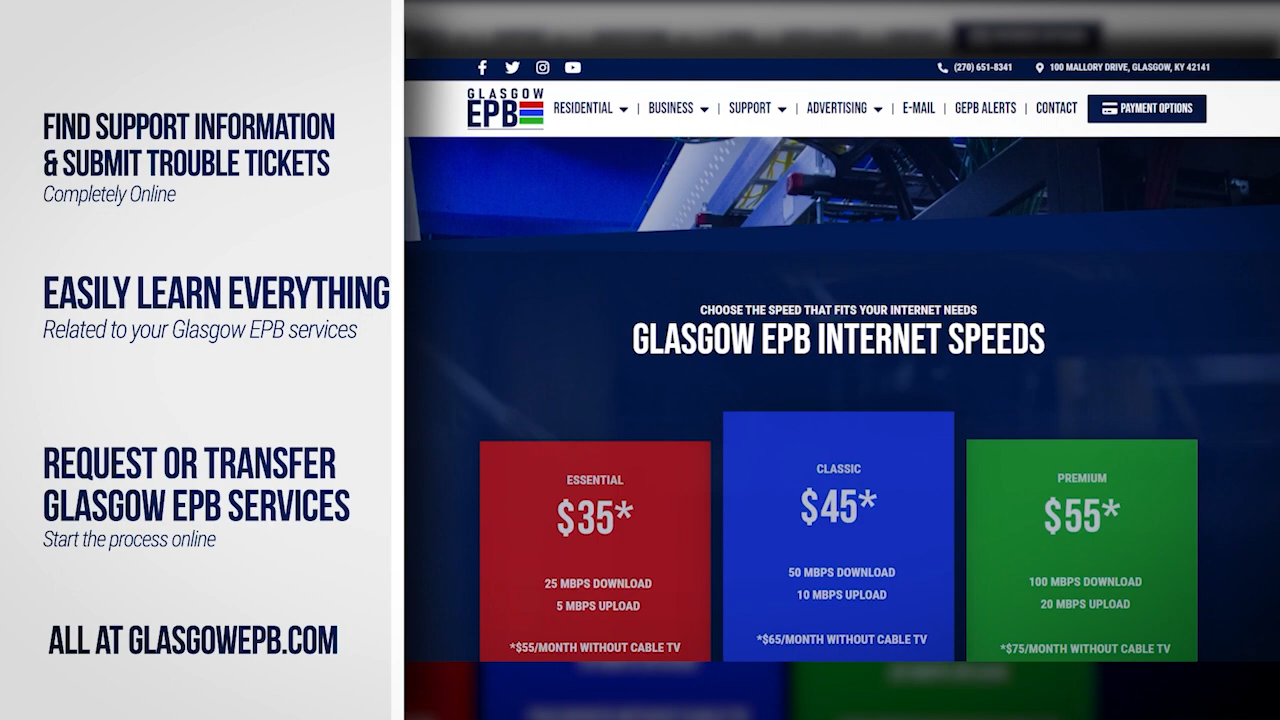 FIND SUPPORT INFORMATION
& SUBMIT TROUBLE TICKETS
Completely Online
EASILY LEARN EVERYTHING
Related to your Glasgow EPB services
REQUEST OR TRANSFER
GLASGOW EPB SERVICES
Start the process online
ALL AT GLASGOWEPB.COM
(270) 651-8341 100 MALLORY DRIVE, GLASGOW, KY 42141
GLASGOW
EPB
RESIDENTIAL | BUSINESS | SUPPORT | ADVERTISING | E-MAIL | GEPB ALERTS | CONTACT PAYMENT OPTIONS
CHOOSE THE SPEED THAT FITS YOUR INTERNET NEEDS
GLASGOW EPB INTERNET SPEEDS
ESSENTIAL
$35*
25 MBPS DOWNLOAD
5 MBPS UPLOAD
*$55/MONTH WITHOUT CABLE TV
CLASSIC
$45*
50 MBPS DOWNLOAD
10 MBPS UPLOAD
*$65/MONTH WITHOUT CABLE TV
PREMIUM
$55*
100 MBPS DOWNLOAD
20 MBPS UPLOAD
*$75/MONTH WITHOUT CABLE TV